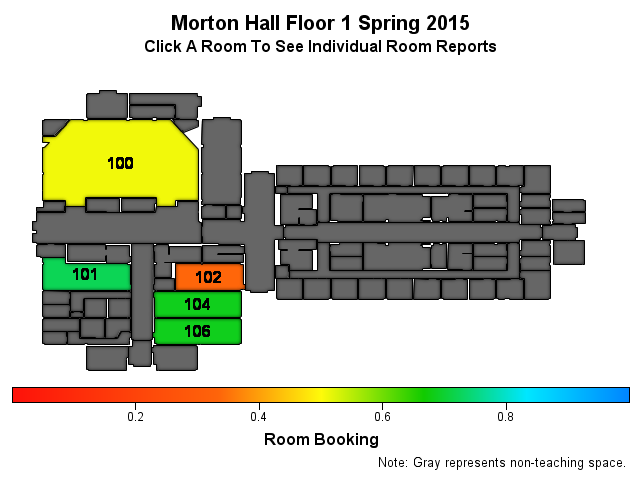 Morton Hall Floor 1 Spring 2015
Click A Room To See Individual Room Reports
100
101
102
104
106
0.2 0.4 0.6 0.8
Room Booking
Note: Gray represents non-teaching space.